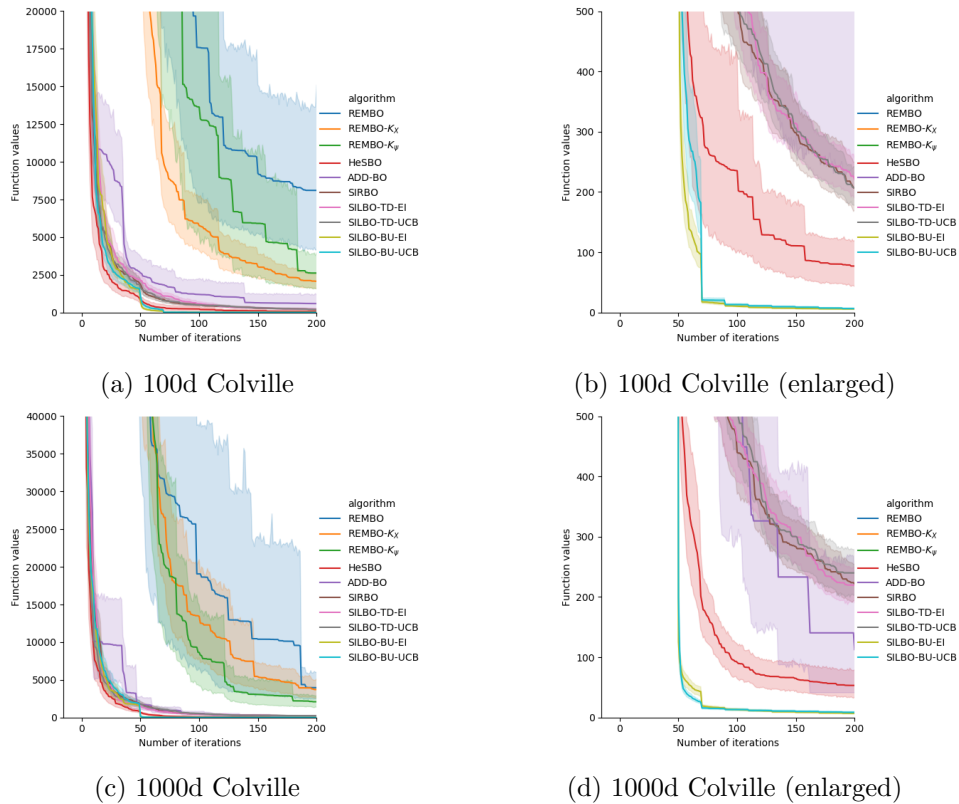 20000
17500
15000
12500
10000
7500
5000
2500
0
Function values
0 50 100 150 200
Number of iterations
algorithm
REMBO
REMBO-K_X
REMBO-K_ψ
HeSBO
ADD-BO
SIRBO
SILBO-TD-EI
SILBO-TD-UCB
SILBO-BU-EI
SILBO-BU-UCB
(a) 100d Colville
500
400
300
200
100
0
Function values
0 50 100 150 200
Number of iterations
algorithm
REMBO
REMBO-K_X
REMBO-K_ψ
HeSBO
ADD-BO
SIRBO
SILBO-TD-EI
SILBO-TD-UCB
SILBO-BU-EI
SILBO-BU-UCB
(b) 100d Colville (enlarged)
40000
35000
30000
25000
20000
15000
10000
5000
0
Function values
0 50 100 150 200
Number of iterations
algorithm
REMBO
REMBO-K_X
REMBO-K_ψ
HeSBO
ADD-BO
SIRBO
SILBO-TD-EI
SILBO-TD-UCB
SILBO-BU-EI
SILBO-BU-UCB
(c) 1000d Colville
500
400
300
200
100
0
Function values
0 50 100 150 200
Number of iterations
algorithm
REMBO
REMBO-K_X
REMBO-K_ψ
HeSBO
ADD-BO
SIRBO
SILBO-TD-EI
SILBO-TD-UCB
SILBO-BU-EI
SILBO-BU-UCB
(d) 1000d Colville (enlarged)